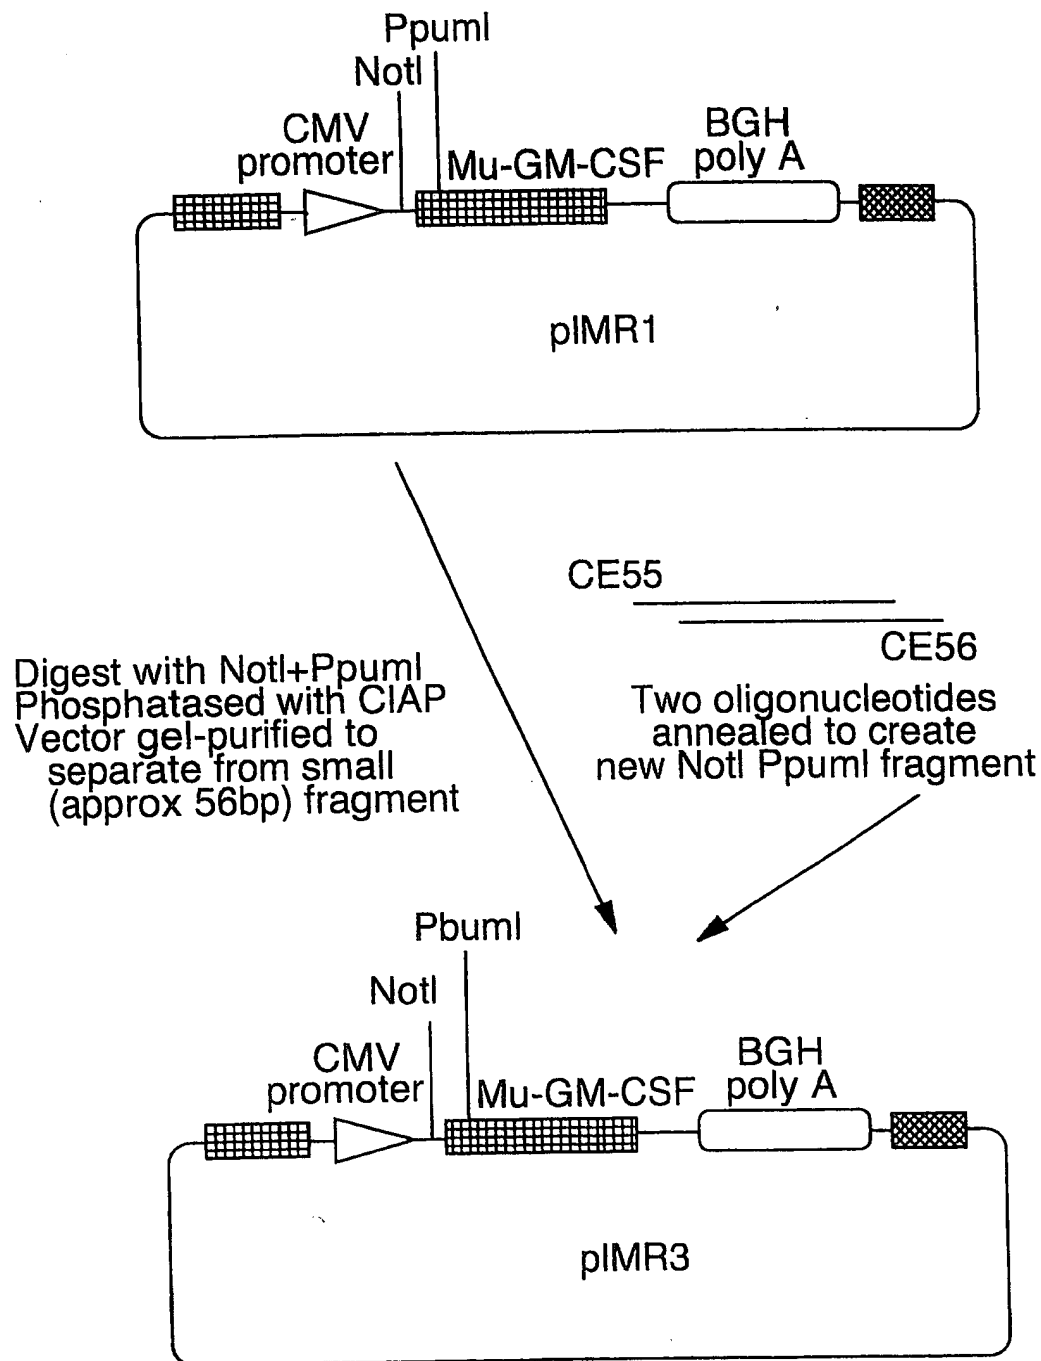 PpumI
NotI
CMV
promoter
Mu-GM-CSF
BGH
poly A
pIMR1
CE55
CE56
Digest with NotI+PpumI
Phosphatased with CIAP
Vector gel-purified to
separate from small
(approx 56bp) fragment
Two oligonucleotides
annealed to create
new NotI PpumI fragment
PbumI
NotI
CMV
promoter
Mu-GM-CSF
BGH
poly A
pIMR3